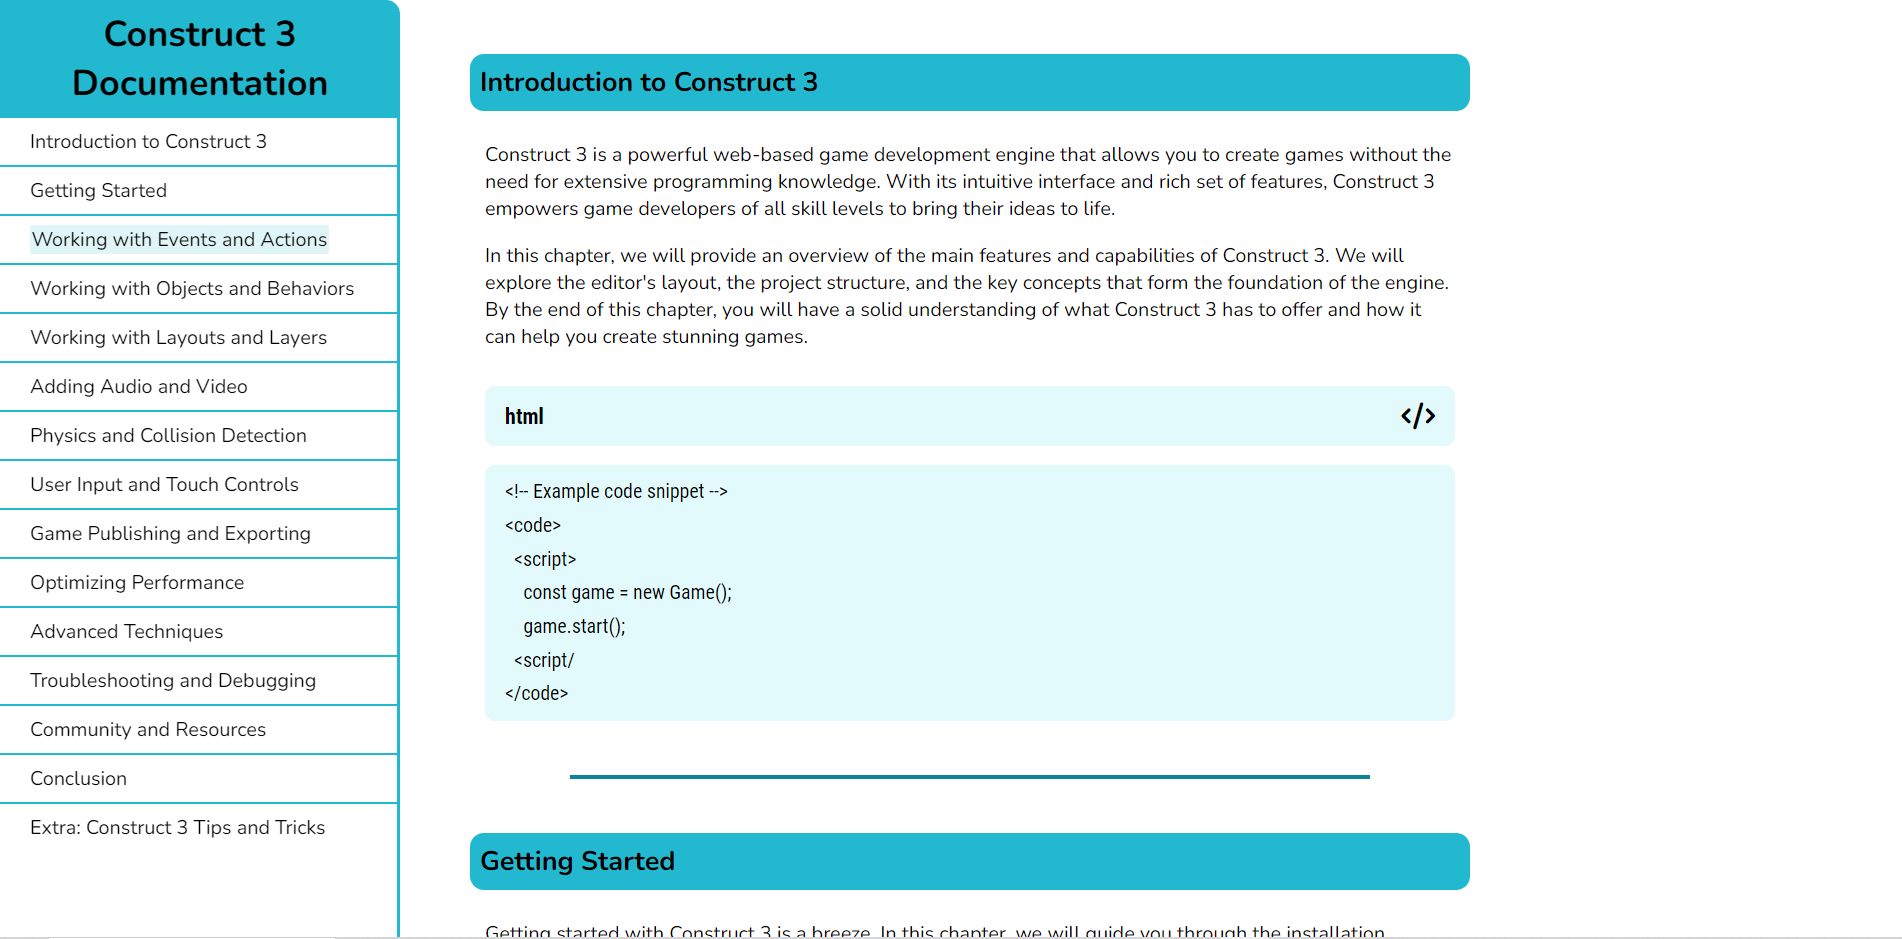 Construct 3
Documentation
Introduction to Construct 3
Getting Started
Working with Events and Actions
Working with Objects and Behaviors
Working with Layouts and Layers
Adding Audio and Video
Physics and Collision Detection
User Input and Touch Controls
Game Publishing and Exporting
Optimizing Performance
Advanced Techniques
Troubleshooting and Debugging
Community and Resources
Conclusion
Extra: Construct 3 Tips and Tricks
Introduction to Construct 3
Construct 3 is a powerful web-based game development engine that allows you to create games without the
need for extensive programming knowledge. With its intuitive interface and rich set of features, Construct 3
empowers game developers of all skill levels to bring their ideas to life.
In this chapter, we will provide an overview of the main features and capabilities of Construct 3. We will
explore the editor's layout, the project structure, and the key concepts that form the foundation of the engine.
By the end of this chapter, you will have a solid understanding of what Construct 3 has to offer and how it
can help you create stunning games.
html </>
<!-- Example code snippet -->
<code>
  <script>
    const game = new Game();
    game.start();
  <script/
</code>
Getting Started
Getting started with Construct 3 is a breeze. In this chapter, we will guide you through the installation